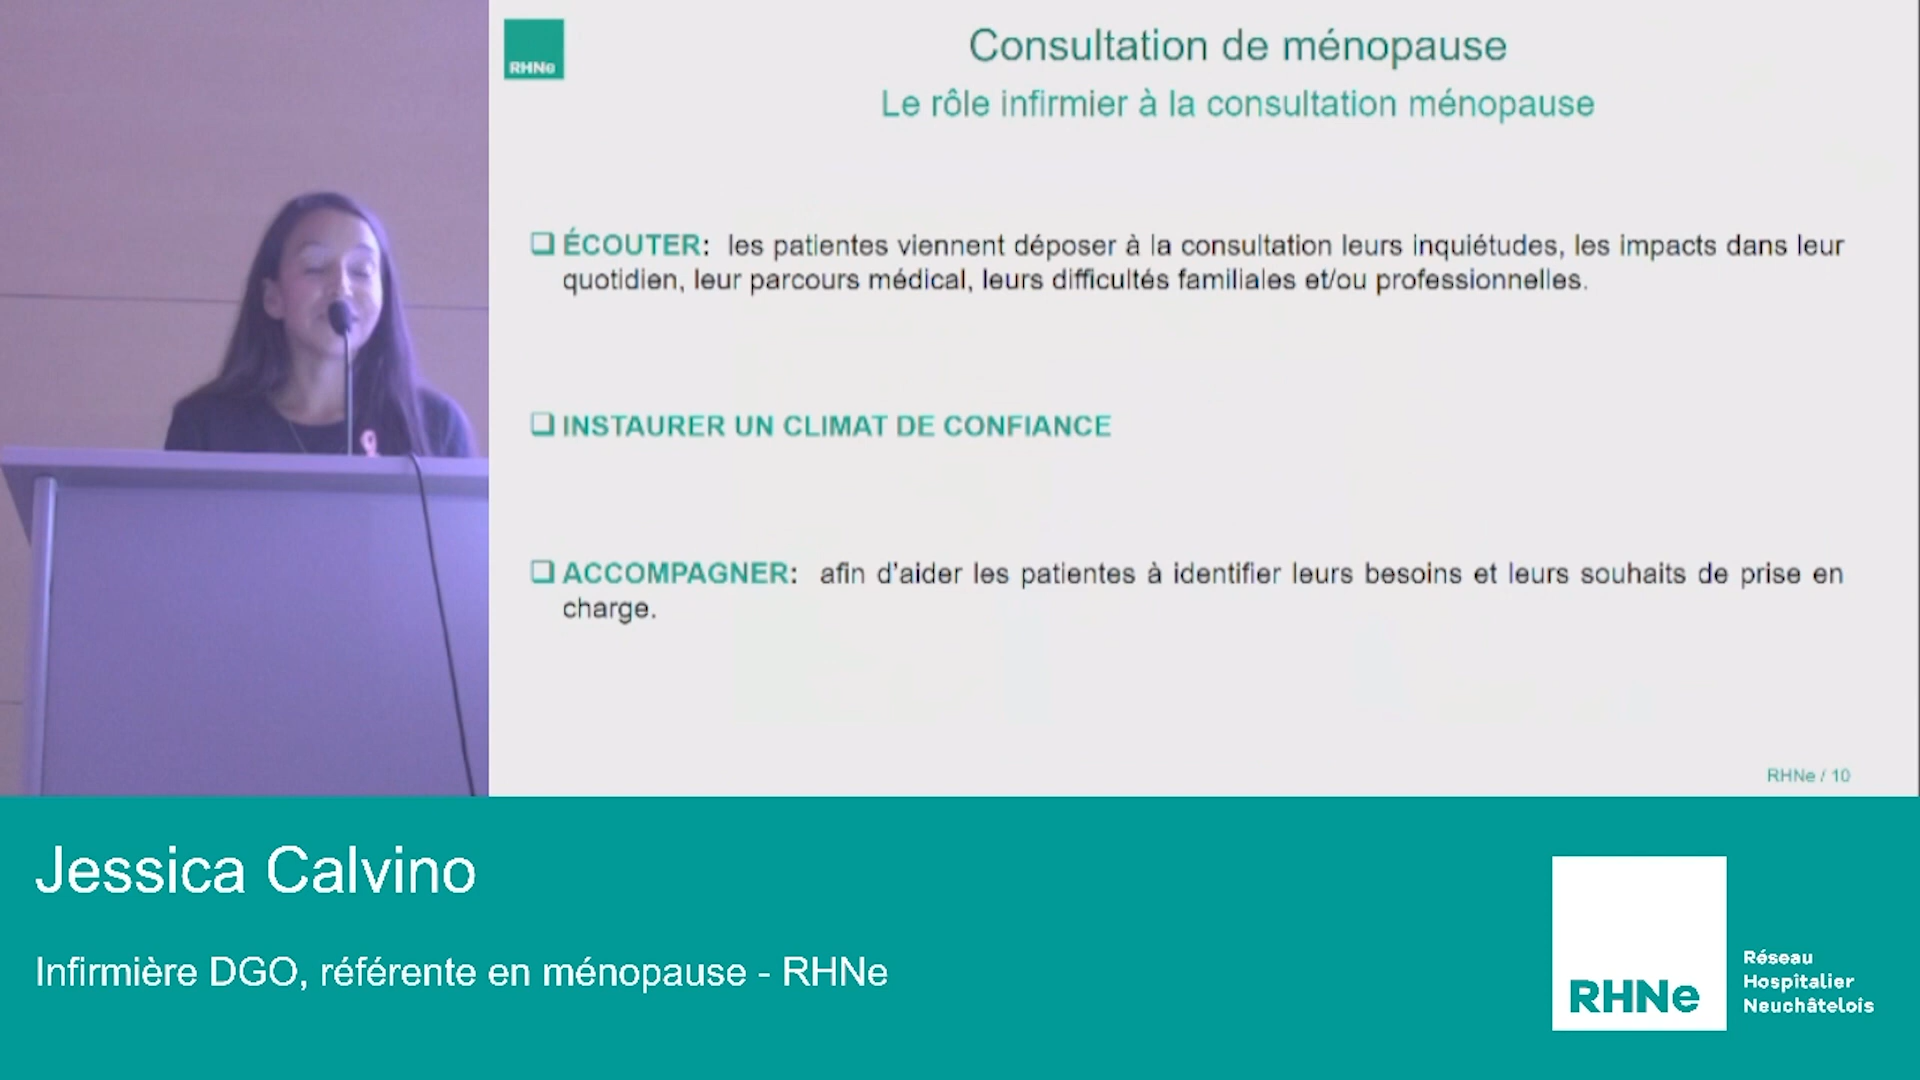 RHNe
Consultation de ménopause
Le rôle infirmier à la consultation ménopause
❑ ÉCOUTER: les patientes viennent déposer à la consultation leurs inquiétudes, les impacts dans leur
quotidien, leur parcours médical, leurs difficultés familiales et/ou professionnelles.
❑ INSTAURER UN CLIMAT DE CONFIANCE
❑ ACCOMPAGNER: afin d'aider les patientes à identifier leurs besoins et leurs souhaits de prise en
charge.
RHNe / 10
Jessica Calvino
Infirmière DGO, référente en ménopause - RHNe
RHNe
Réseau
Hospitalier
Neuchâtelois